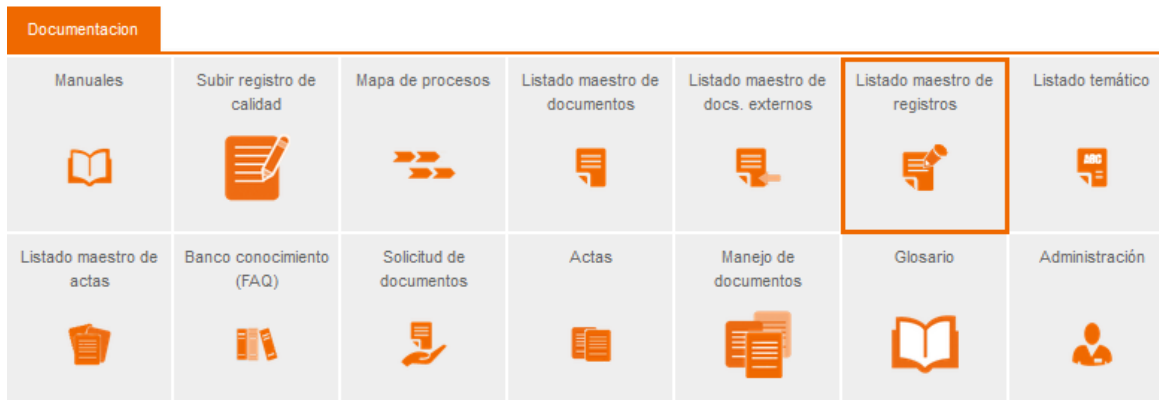 Documentacion
Manuales
Subir registro de
calidad
Mapa de procesos
Listado maestro de
documentos
Listado maestro de
docs. externos
Listado maestro de
registros
Listado temático
ABC
Listado maestro de
actas
Banco conocimiento
(FAQ)
Solicitud de
documentos
Actas
Manejo de
documentos
Glosario
Administración